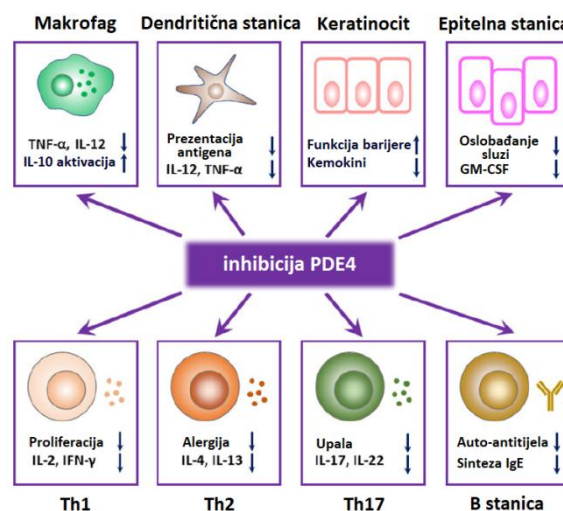 Makrofag
Dendritična stanica
Keratinocit
Epitelna stanica
TNF-α, IL-12 ↓
IL-10 aktivacija ↑
Prezentacija
antigena ↓
IL-12, TNF-α ↓
Funkcija barijere ↑
Kemokini ↓
Oslobađanje
sluzi ↓
GM-CSF ↓
inhibicija PDE4
Proliferacija ↓
IL-2, IFN-γ ↓
Alergija ↓
IL-4, IL-13 ↓
Upala ↓
IL-17, IL-22 ↓
Auto-antitijela ↓
Sinteza IgE ↓
Th1
Th2
Th17
B stanica